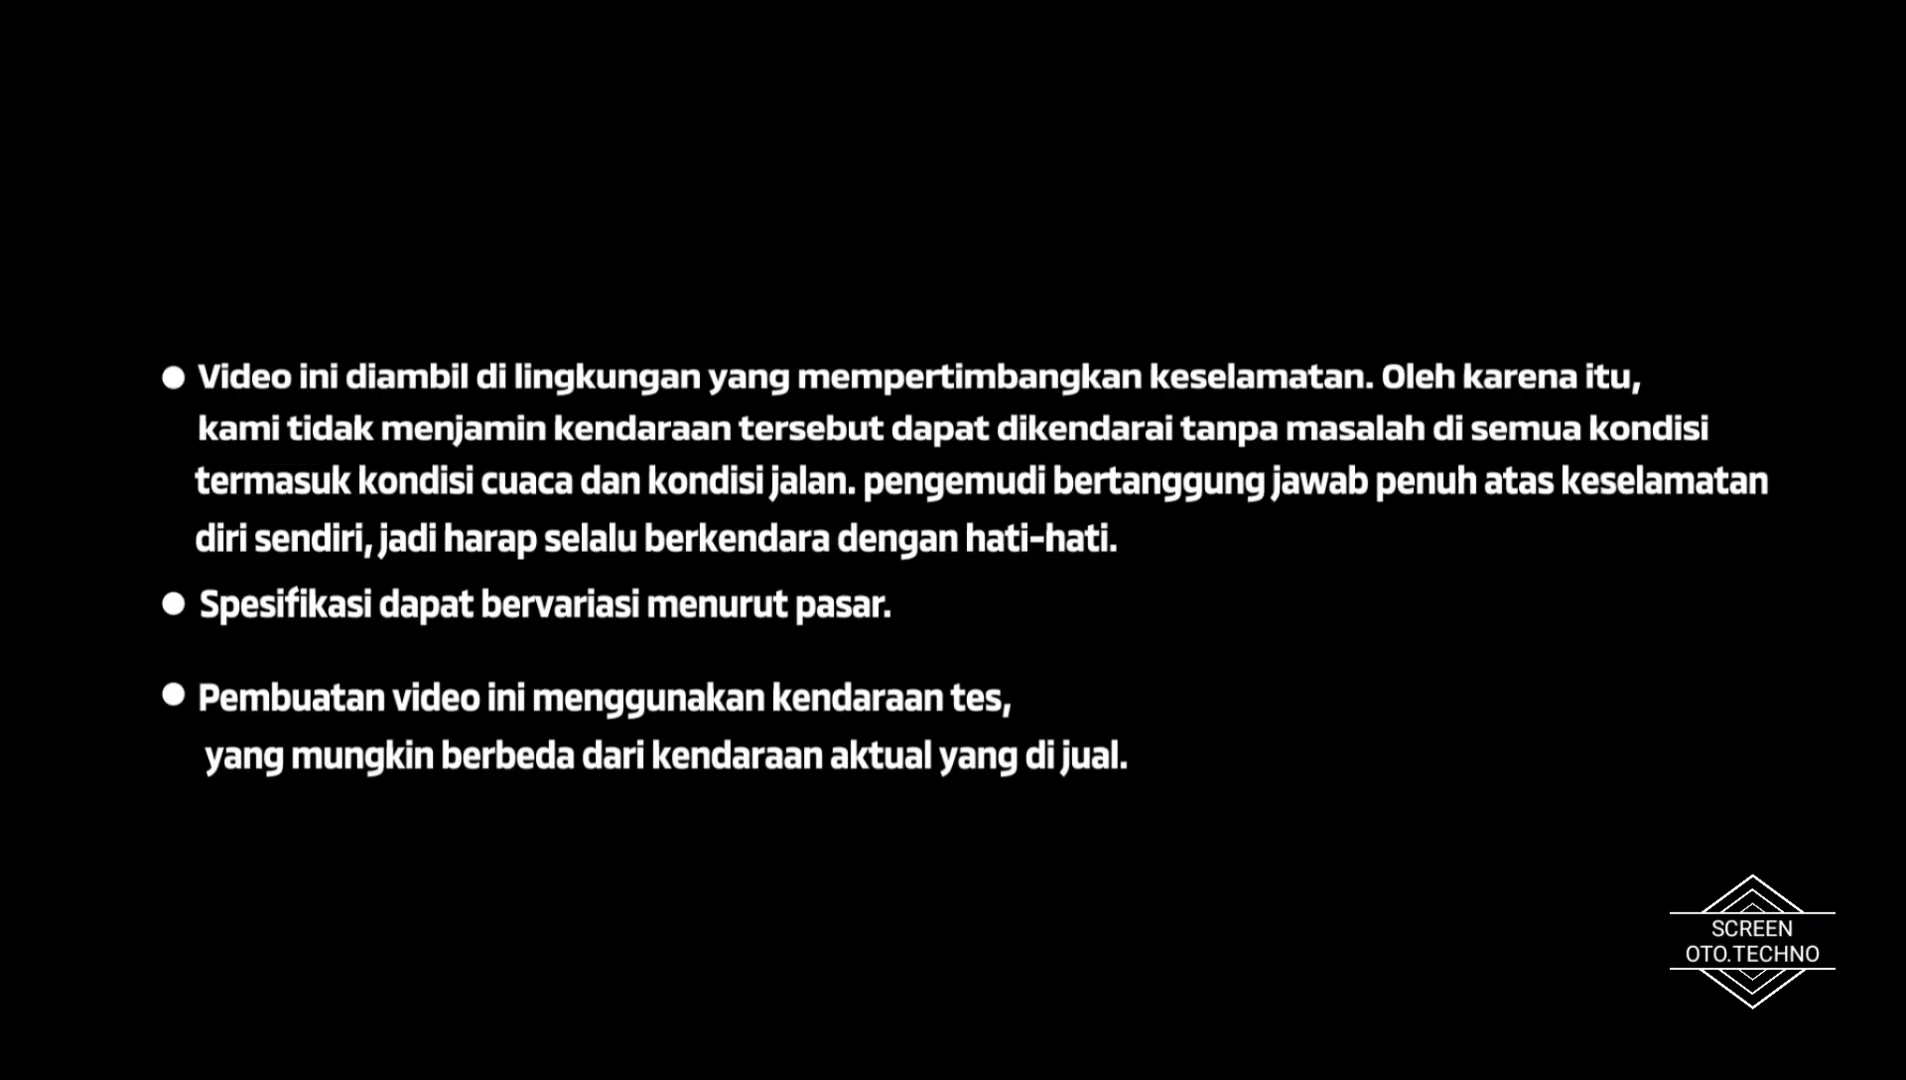 ● Video ini diambil di lingkungan yang mempertimbangkan keselamatan. Oleh karena itu,
kami tidak menjamin kendaraan tersebut dapat dikendarai tanpa masalah di semua kondisi
termasuk kondisi cuaca dan kondisi jalan. pengemudi bertanggung jawab penuh atas keselamatan
diri sendiri, jadi harap selalu berkendara dengan hati-hati.
● Spesifikasi dapat bervariasi menurut pasar.
● Pembuatan video ini menggunakan kendaraan tes,
yang mungkin berbeda dari kendaraan aktual yang di jual.
SCREEN
OTO.TECHNO